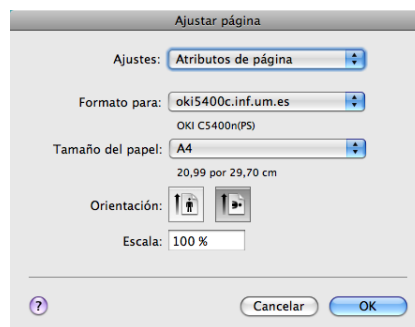 Ajustar página
Ajustes: Atributos de página
Formato para: oki5400c.inf.um.es
OKI C5400n(PS)
Tamaño del papel: A4
20,99 por 29,70 cm
Orientación:
Escala: 100 %
? Cancelar OK